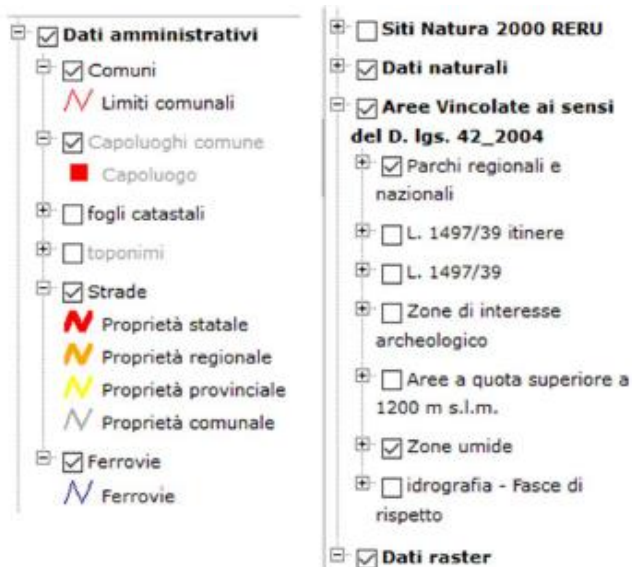 Dati amministrativi
Comuni
Limiti comunali
Capoluoghi comune
Capoluogo
fogli catastali
toponimi
Strade
Proprietà statale
Proprietà regionale
Proprietà provinciale
Proprietà comunale
Ferrovie
Ferrovie
Siti Natura 2000 RERU
Dati naturali
Aree Vincolate ai sensi
del D. lgs. 42_2004
Parchi regionali e
nazionali
L. 1497/39 itinere
L. 1497/39
Zone di interesse
archeologico
Aree a quota superiore a
1200 m s.l.m.
Zone umide
idrografia - Fasce di
rispetto
Dati raster